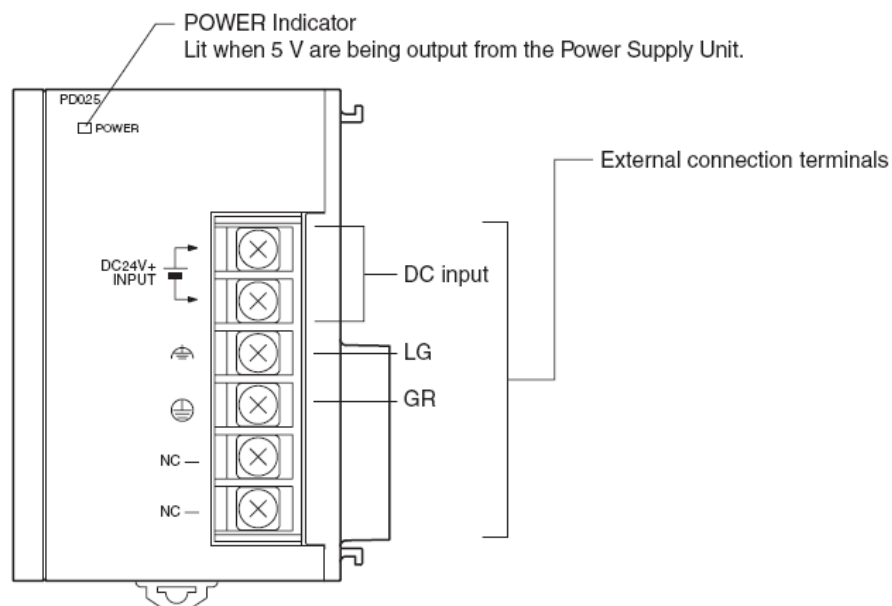 POWER Indicator
Lit when 5 V are being output from the Power Supply Unit.
PD025
POWER
External connection terminals
DC24V+
INPUT
DC input
LG
GR
NC
NC